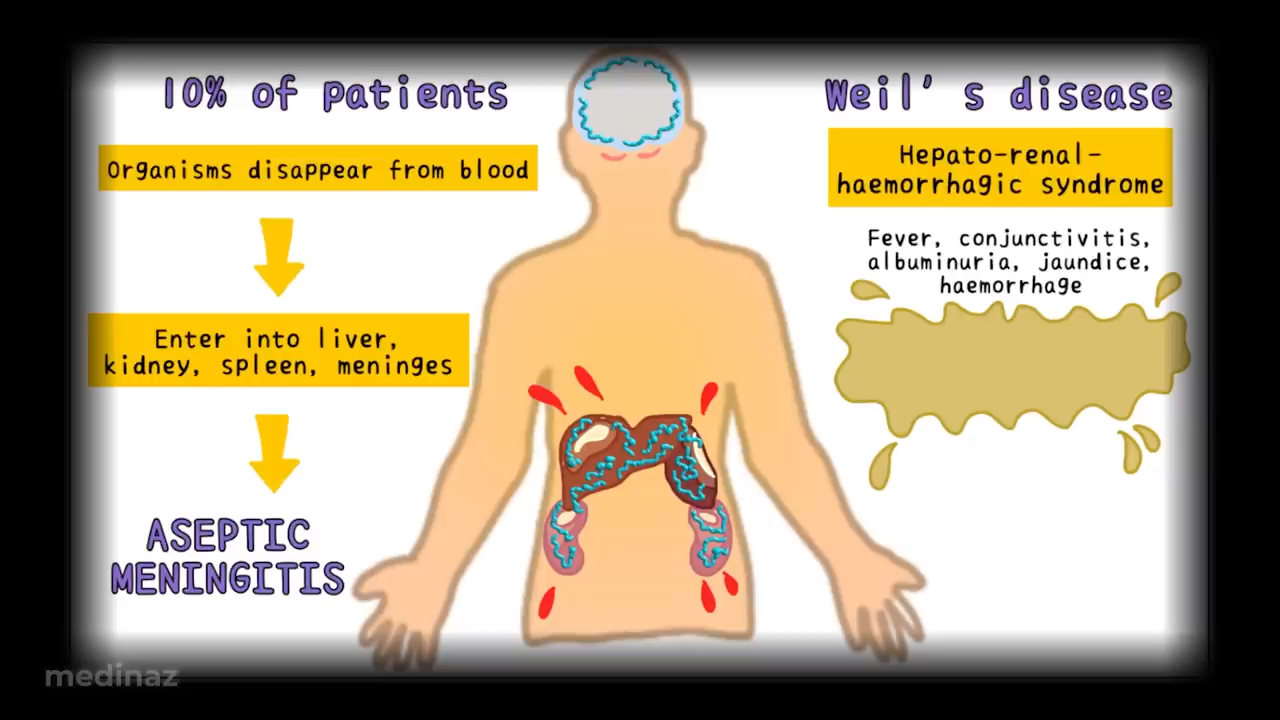 10% of patients
Organisms disappear from blood
Enter into liver,
kidney, spleen, meninges
ASEPTIC
MENINGITIS
Weil's disease
Hepato-renal-
haemorrhagic syndrome
Fever, conjunctivitis,
albuminuria, jaundice,
haemorrhage
medinaz